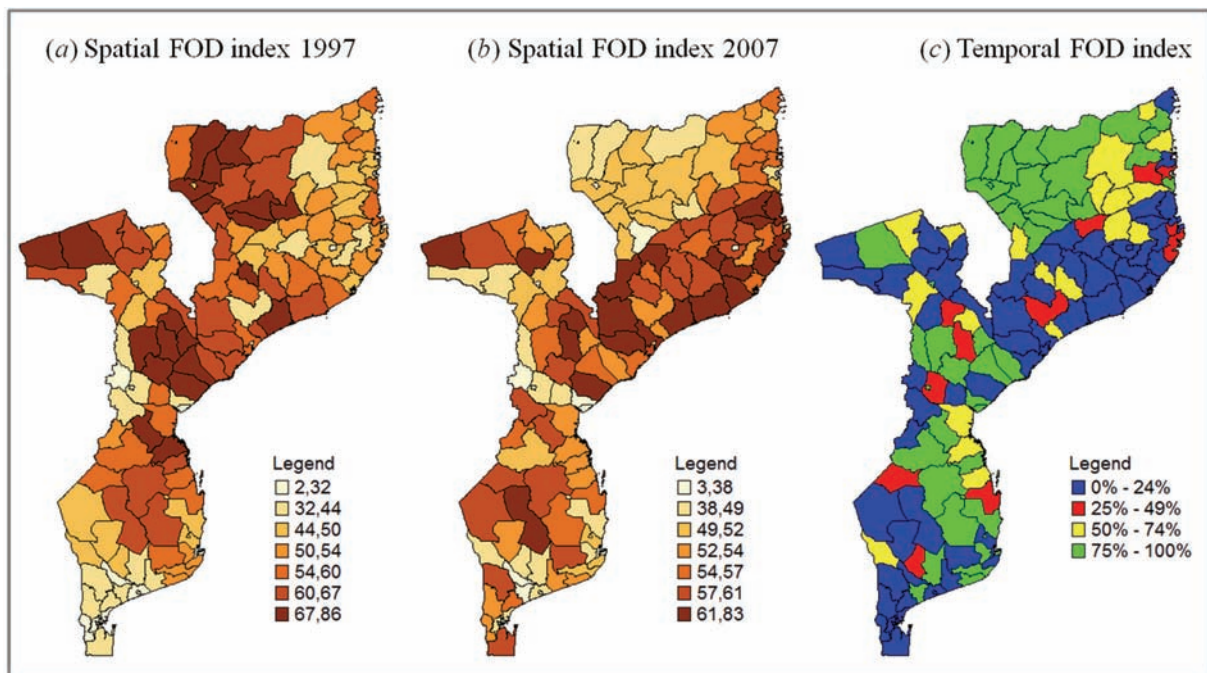 (a) Spatial FOD index 1997
(b) Spatial FOD index 2007
(c) Temporal FOD index
Legend
2,32
32,44
44,50
50,54
54,60
60,67
67,86
Legend
3,38
38,49
49,52
52,54
54,57
57,61
61,83
Legend
0% - 24%
25% - 49%
50% - 74%
75% - 100%